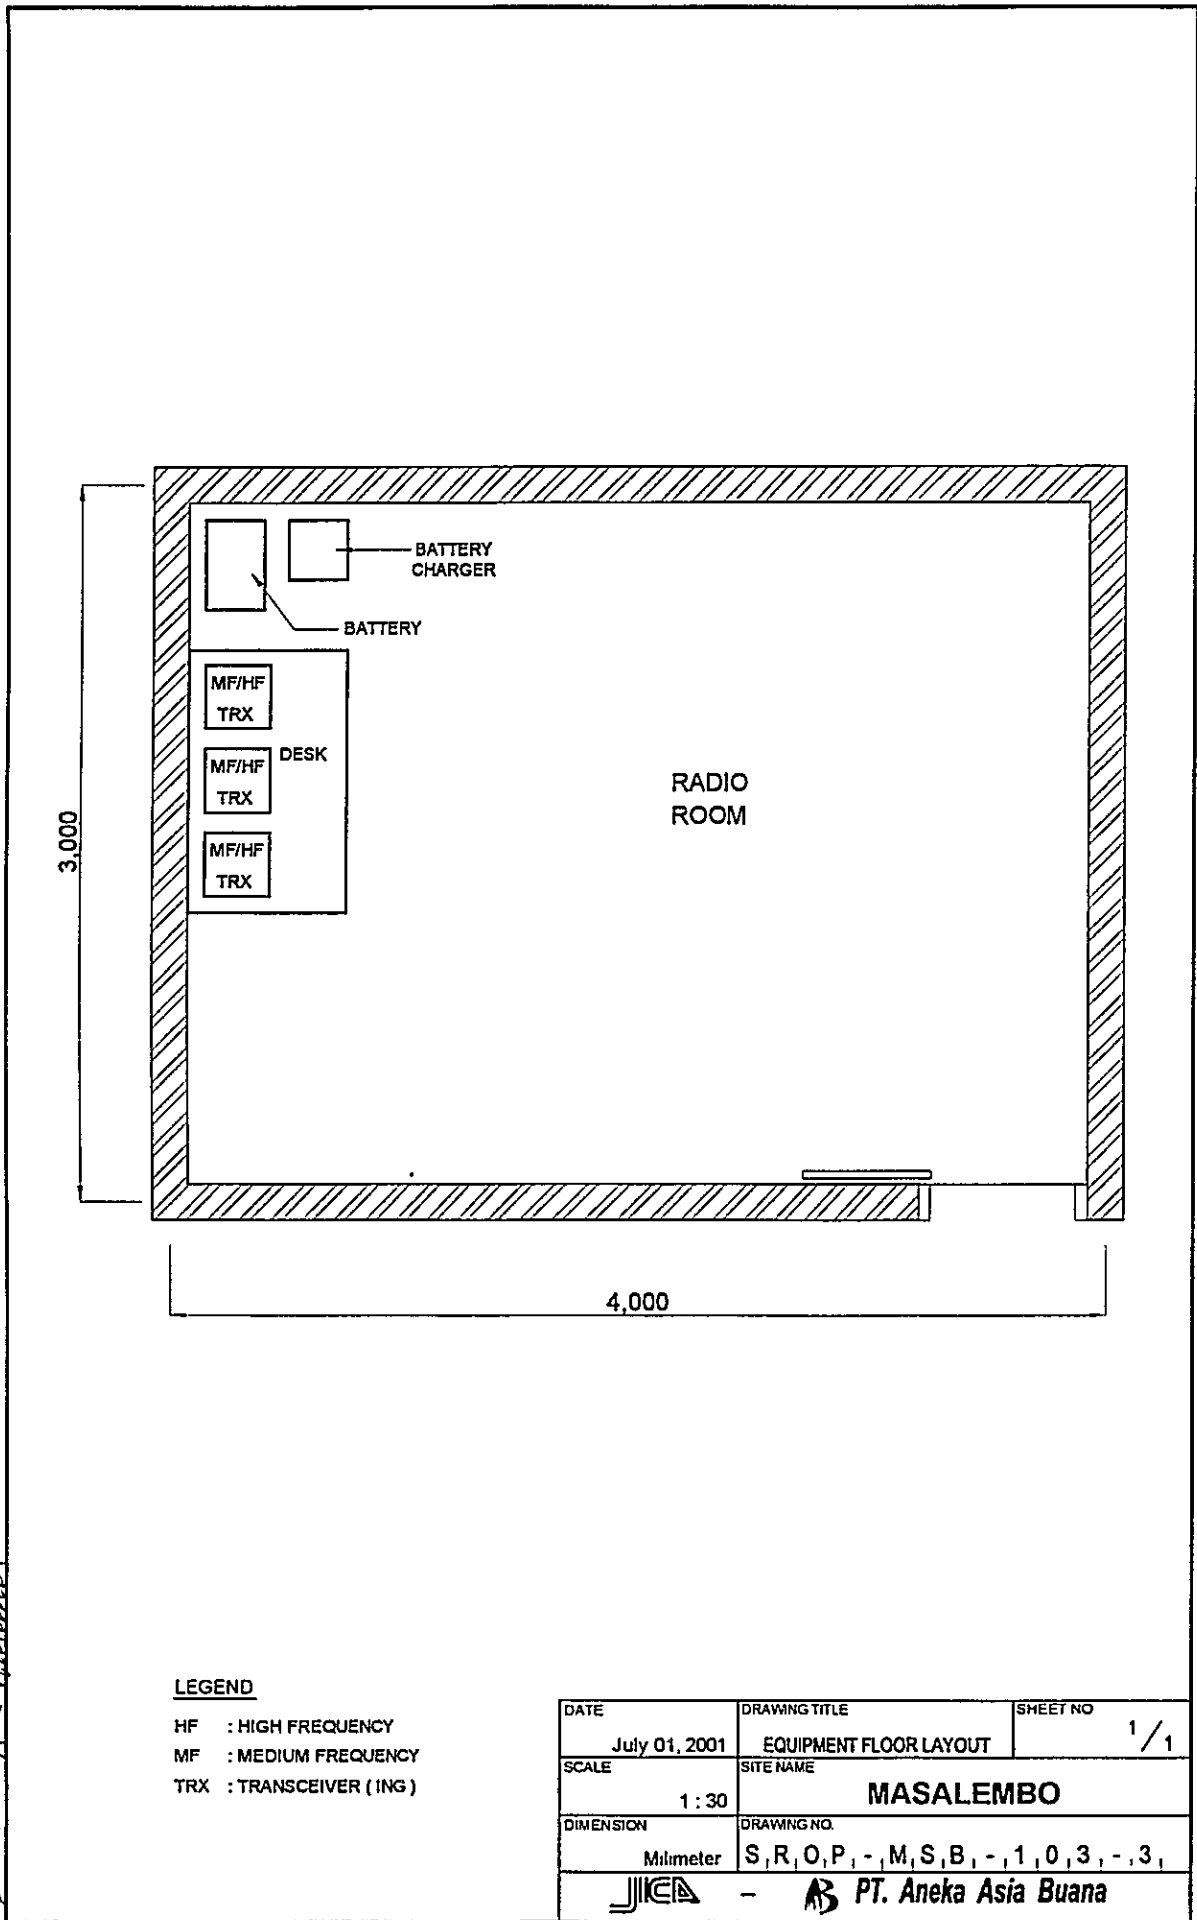 BATTERY
CHARGER
BATTERY
MF/HF
TRX
DESK
MF/HF
TRX
MF/HF
TRX
RADIO
ROOM
3,000
4,000
LEGEND
HF : HIGH FREQUENCY
MF : MEDIUM FREQUENCY
TRX : TRANSCEIVER ( ING )
DATE
July 01, 2001
DRAWING TITLE
EQUIPMENT FLOOR LAYOUT
SHEET NO
1/1
SCALE
1 : 30
SITE NAME
MASALEMBO
DIMENSION
Milimeter
DRAWING NO.
S,R,O,P,-,M,S,B,-,1,0,3,-,3,
JICA - AB PT. Aneka Asia Buana